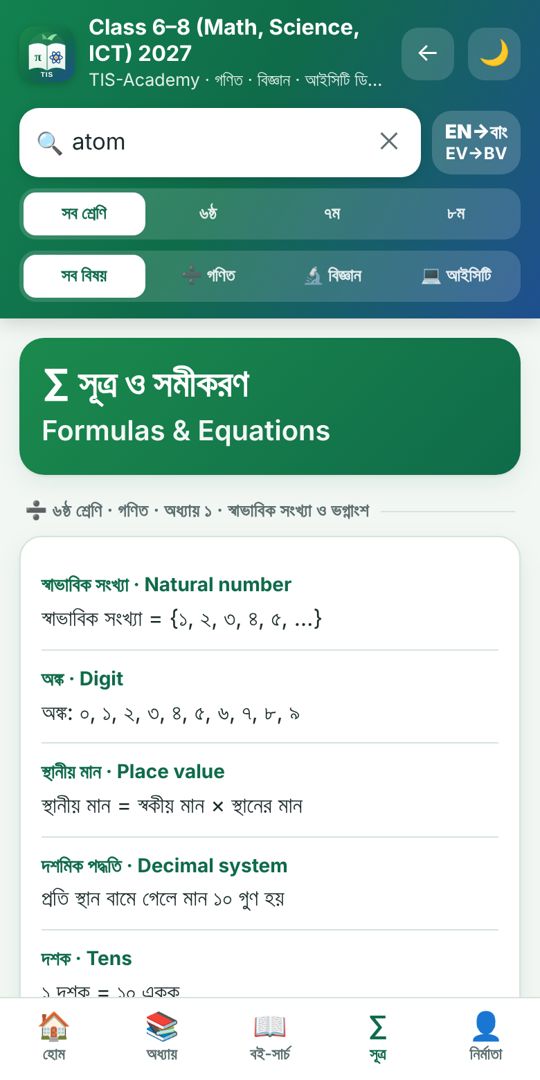 Class 6–8 (Math, Science,
ICT) 2027
TIS-Academy · গণিত · বিজ্ঞান · আইসিটি ডি...
π
TIS
atom
EN→বাং
EV→BV
সব শ্রেণি ৬ষ্ঠ ৭ম ৮ম
সব বিষয় ➗ গণিত বিজ্ঞান আইসিটি
∑ সূত্র ও সমীকরণ
Formulas & Equations
➗ ৬ষ্ঠ শ্রেণি · গণিত · অধ্যায় ১ · স্বাভাবিক সংখ্যা ও ভগ্নাংশ
স্বাভাবিক সংখ্যা · Natural number
স্বাভাবিক সংখ্যা = {১, ২, ৩, ৪, ৫, ...}
অঙ্ক · Digit
অঙ্ক: ০, ১, ২, ৩, ৪, ৫, ৬, ৭, ৮, ৯
স্থানীয় মান · Place value
স্থানীয় মান = স্বকীয় মান × স্থানের মান
দশমিক পদ্ধতি · Decimal system
প্রতি স্থান বামে গেলে মান ১০ গুণ হয়
দশক · Tens
১ দশক = ১০ একক
হোম অধ্যায় বই-সার্চ ∑ সূত্র নির্মাতা